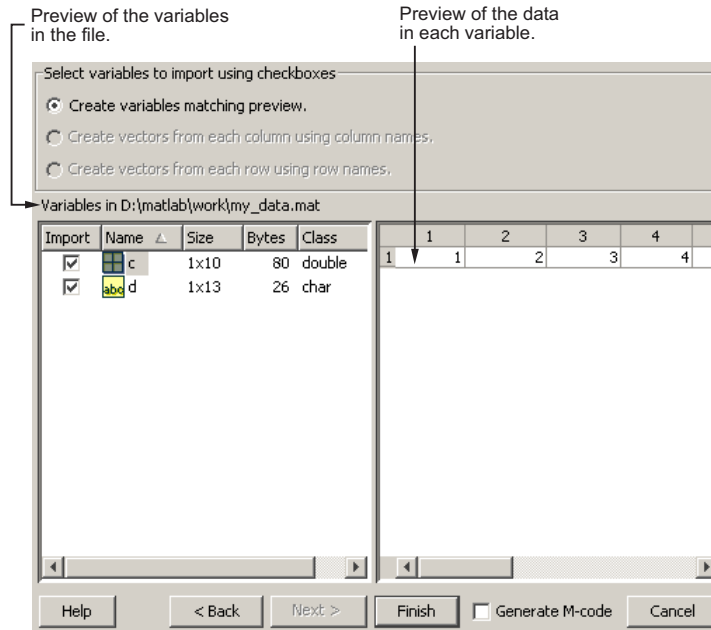 Preview of the variables
in the file.
Preview of the data
in each variable.
Select variables to import using checkboxes
Create variables matching preview.
Create vectors from each column using column names.
Create vectors from each row using row names.
Variables in D:\matlab\work\my_data.mat
Import Name Size Bytes Class
c 1x10 80 double
abc d 1x13 26 char
1 2 3 4
1 1 2 3 4
Help < Back Next > Finish Generate M-code Cancel